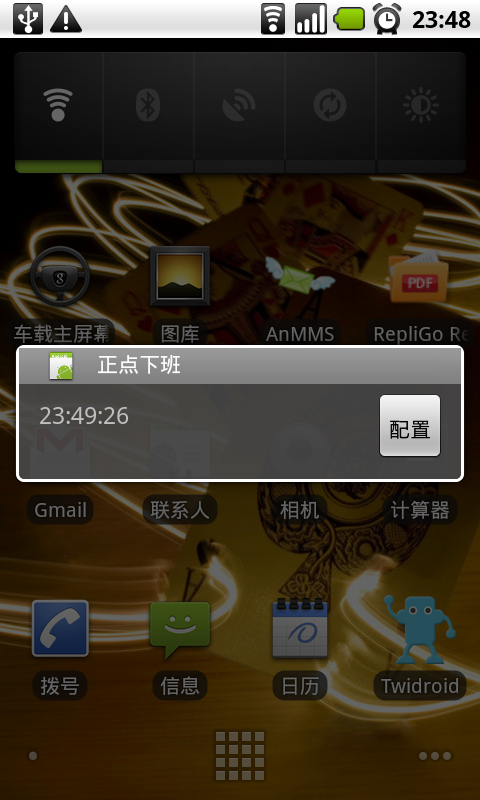 23:48
车载主屏幕
图库
AnMMS
RepliGo Re
正点下班
23:49:26
配置
Gmail
联系人
相机
计算器
拨号
信息
日历
Twidroid
PDF